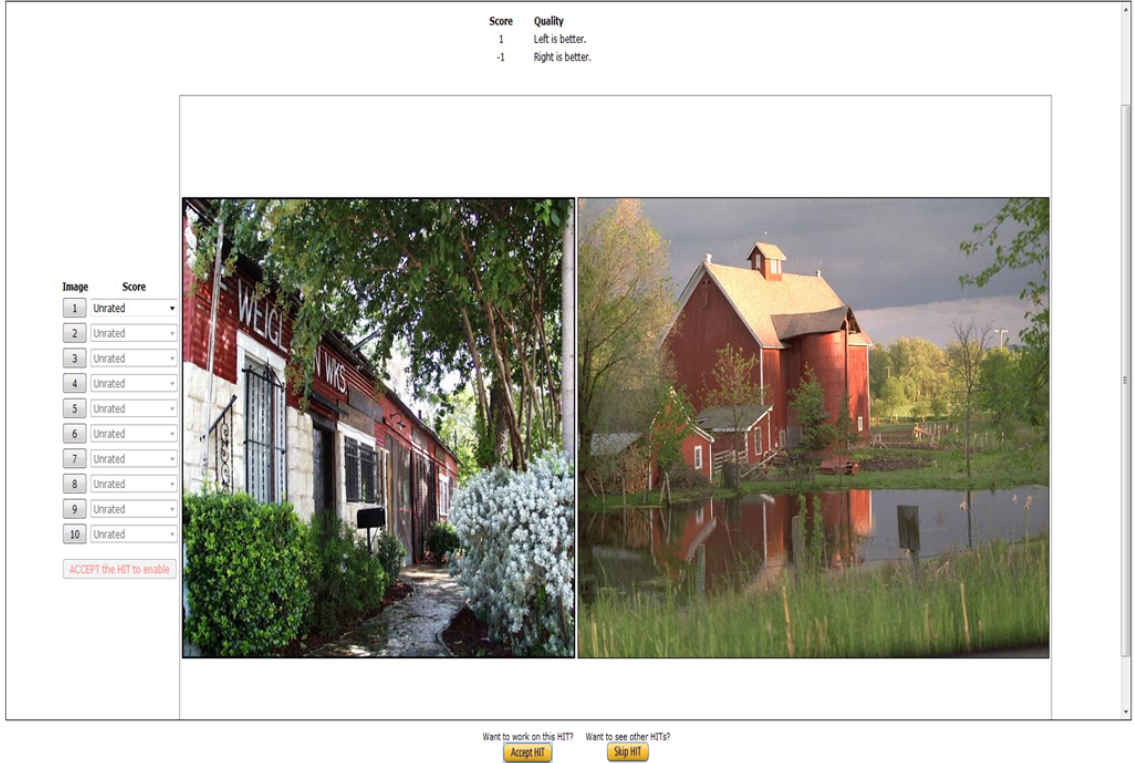 Score Quality
1 Left is better.
-1 Right is better.
Image Score
1 Unrated
2 Unrated
3 Unrated
4 Unrated
5 Unrated
6 Unrated
7 Unrated
8 Unrated
9 Unrated
10 Unrated
ACCEPT the HIT to enable
WEIGL N WKS
Want to work on this HIT? Want to see other HITs?
Accept HIT Skip HIT